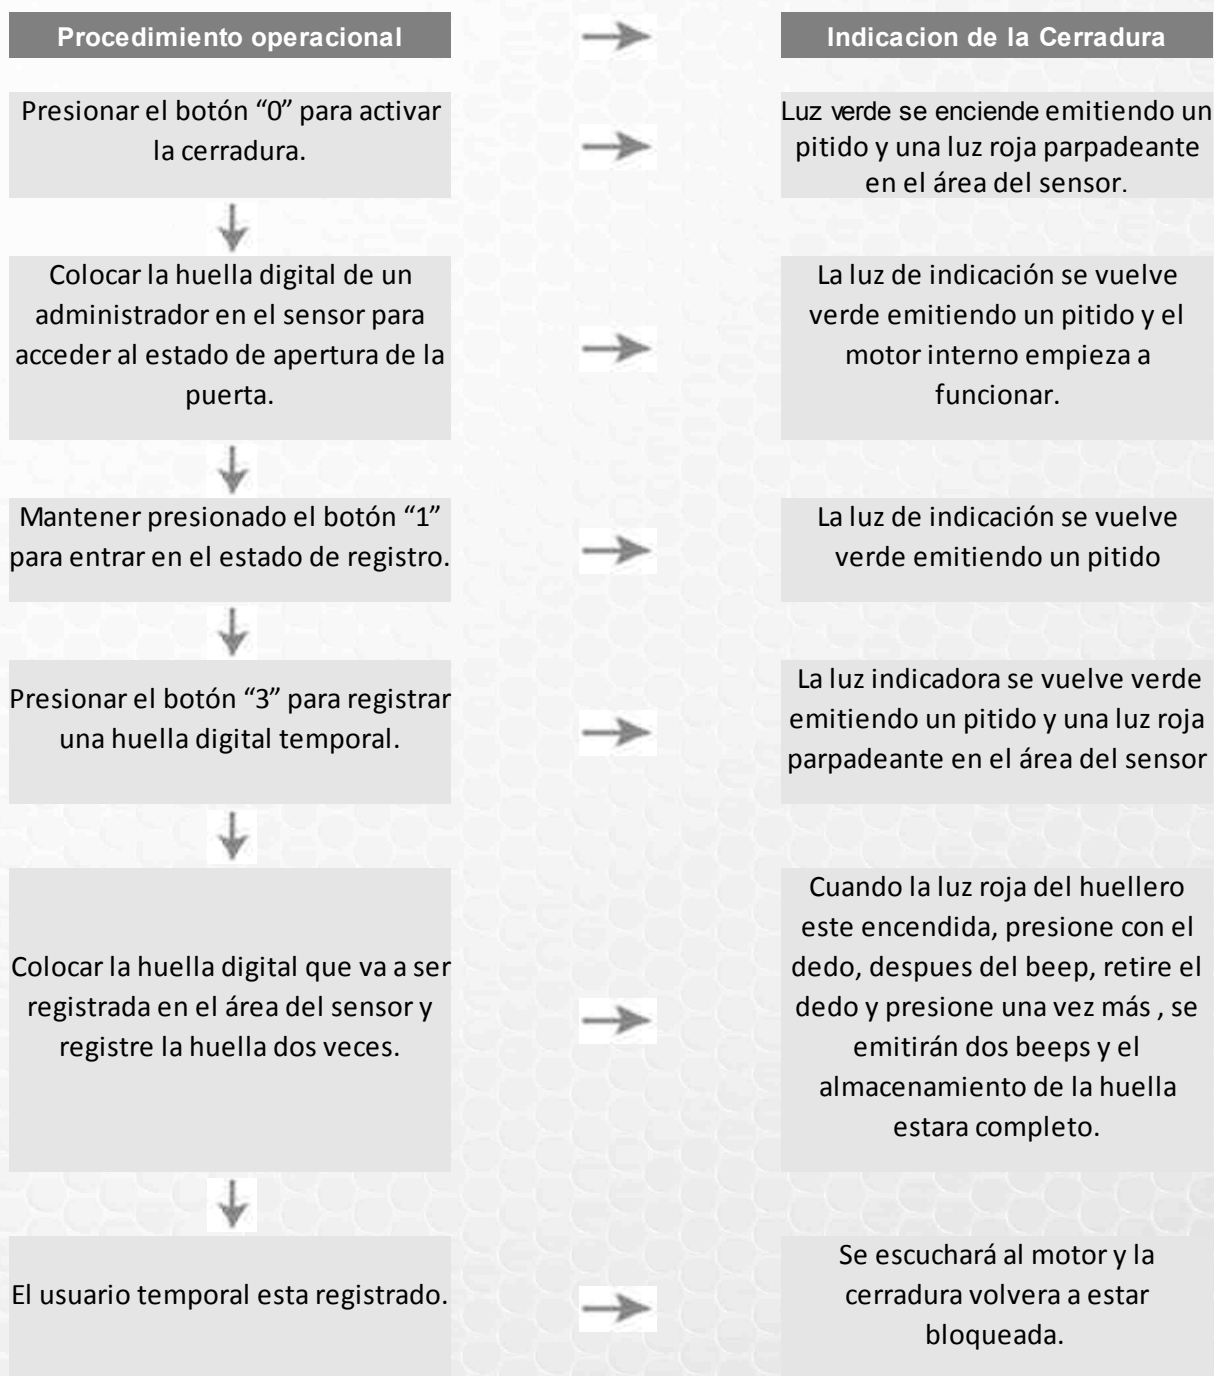 Procedimiento operacional
Indicacion de la Cerradura
Presionar el botón “0” para activar
la cerradura.
Luz verde se enciende emitiendo un
pitido y una luz roja parpadeante
en el área del sensor.
Colocar la huella digital de un
administrador en el sensor para
acceder al estado de apertura de la
puerta.
La luz de indicación se vuelve
verde emitiendo un pitido y el
motor interno empieza a
funcionar.
Mantener presionado el botón “1”
para entrar en el estado de registro.
La luz de indicación se vuelve
verde emitiendo un pitido
Presionar el botón “3” para registrar
una huella digital temporal.
La luz indicadora se vuelve verde
emitiendo un pitido y una luz roja
parpadeante en el área del sensor
Colocar la huella digital que va a ser
registrada en el área del sensor y
registre la huella dos veces.
Cuando la luz roja del huellero
este encendida, presione con el
dedo, despues del beep, retire el
dedo y presione una vez más , se
emitirán dos beeps y el
almacenamiento de la huella
estara completo.
El usuario temporal esta registrado.
Se escuchará al motor y la
cerradura volvera a estar
bloqueada.